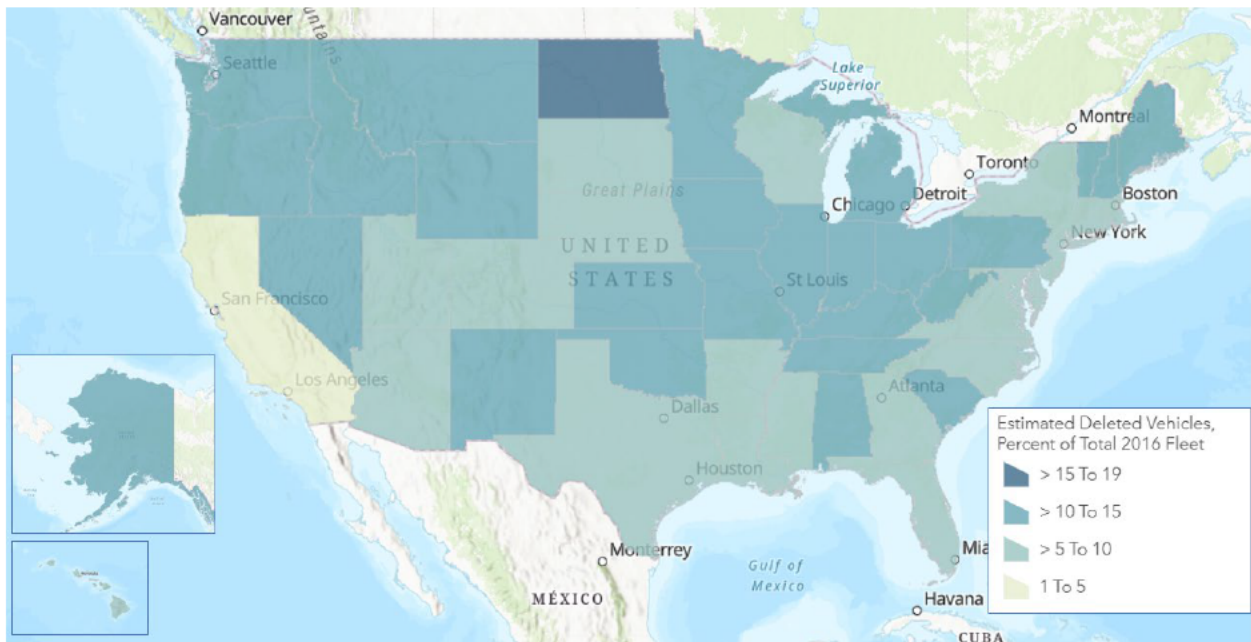 Vancouver
untains
Seattle
Lake
Superior
Montreal
Toronto
Great Plains
Chicago
Detroit
Boston
New York
UNITED
STATES
St Louis
San Francisco
Los Angeles
Atlanta
Dallas
Houston
Monterrey
MÉXICO
Gulf of
Mexico
Mia
Havana
CUBA
Estimated Deleted Vehicles,
Percent of Total 2016 Fleet
> 15 To 19
> 10 To 15
> 5 To 10
1 To 5